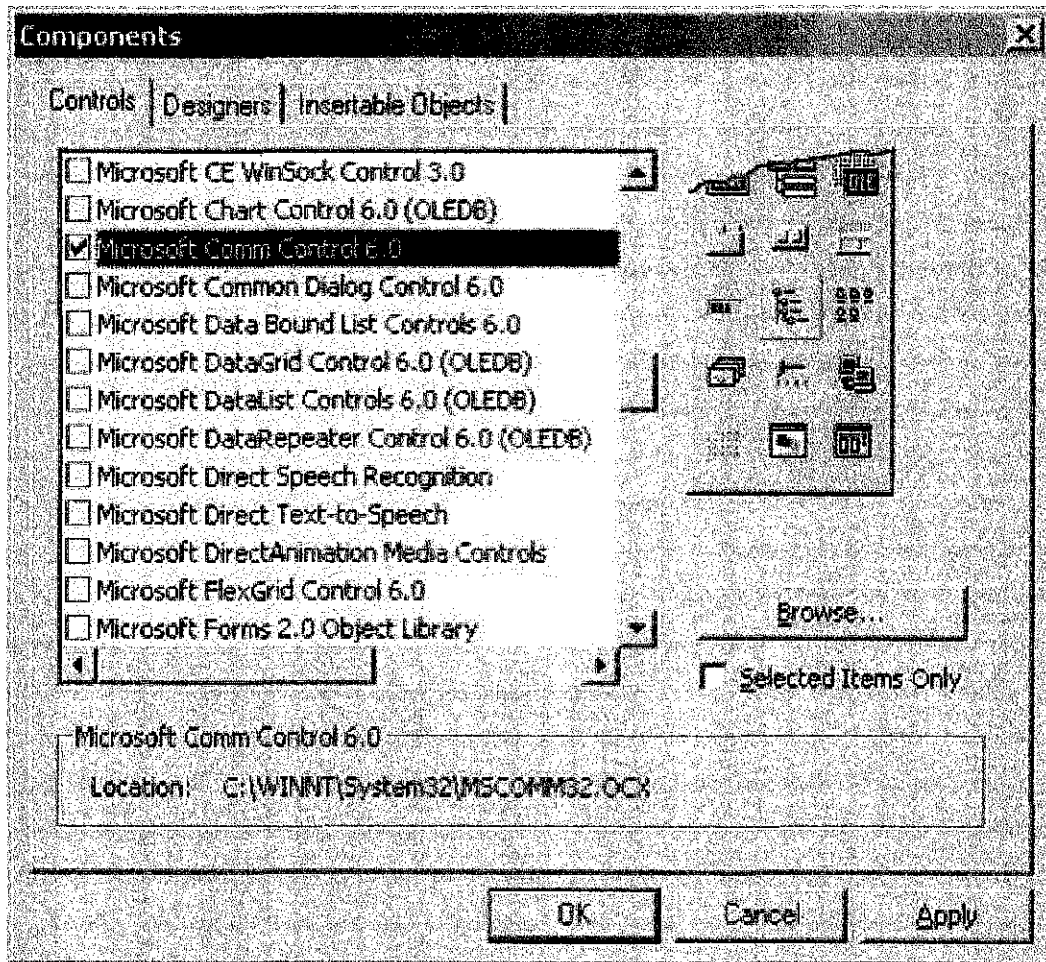 Components
Controls Designers Insertable Objects
Microsoft CE WinSock Control 3.0
Microsoft Chart Control 6.0 (OLEDB)
Microsoft Comm Control 6.0
Microsoft Common Dialog Control 6.0
Microsoft Data Bound List Controls 6.0
Microsoft DataGrid Control 6.0 (OLEDB)
Microsoft DataList Controls 6.0 (OLEDB)
Microsoft DataRepeater Control 6.0 (OLEDB)
Microsoft Direct Speech Recognition
Microsoft Direct Text-to-Speech
Microsoft DirectAnimation Media Controls
Microsoft FlexGrid Control 6.0
Microsoft Forms 2.0 Object Library
Browse...
Selected Items Only
Microsoft Comm Control 6.0
Location: C:\WINNT\System32\MSCOMM32.OCX
OK Cancel Apply